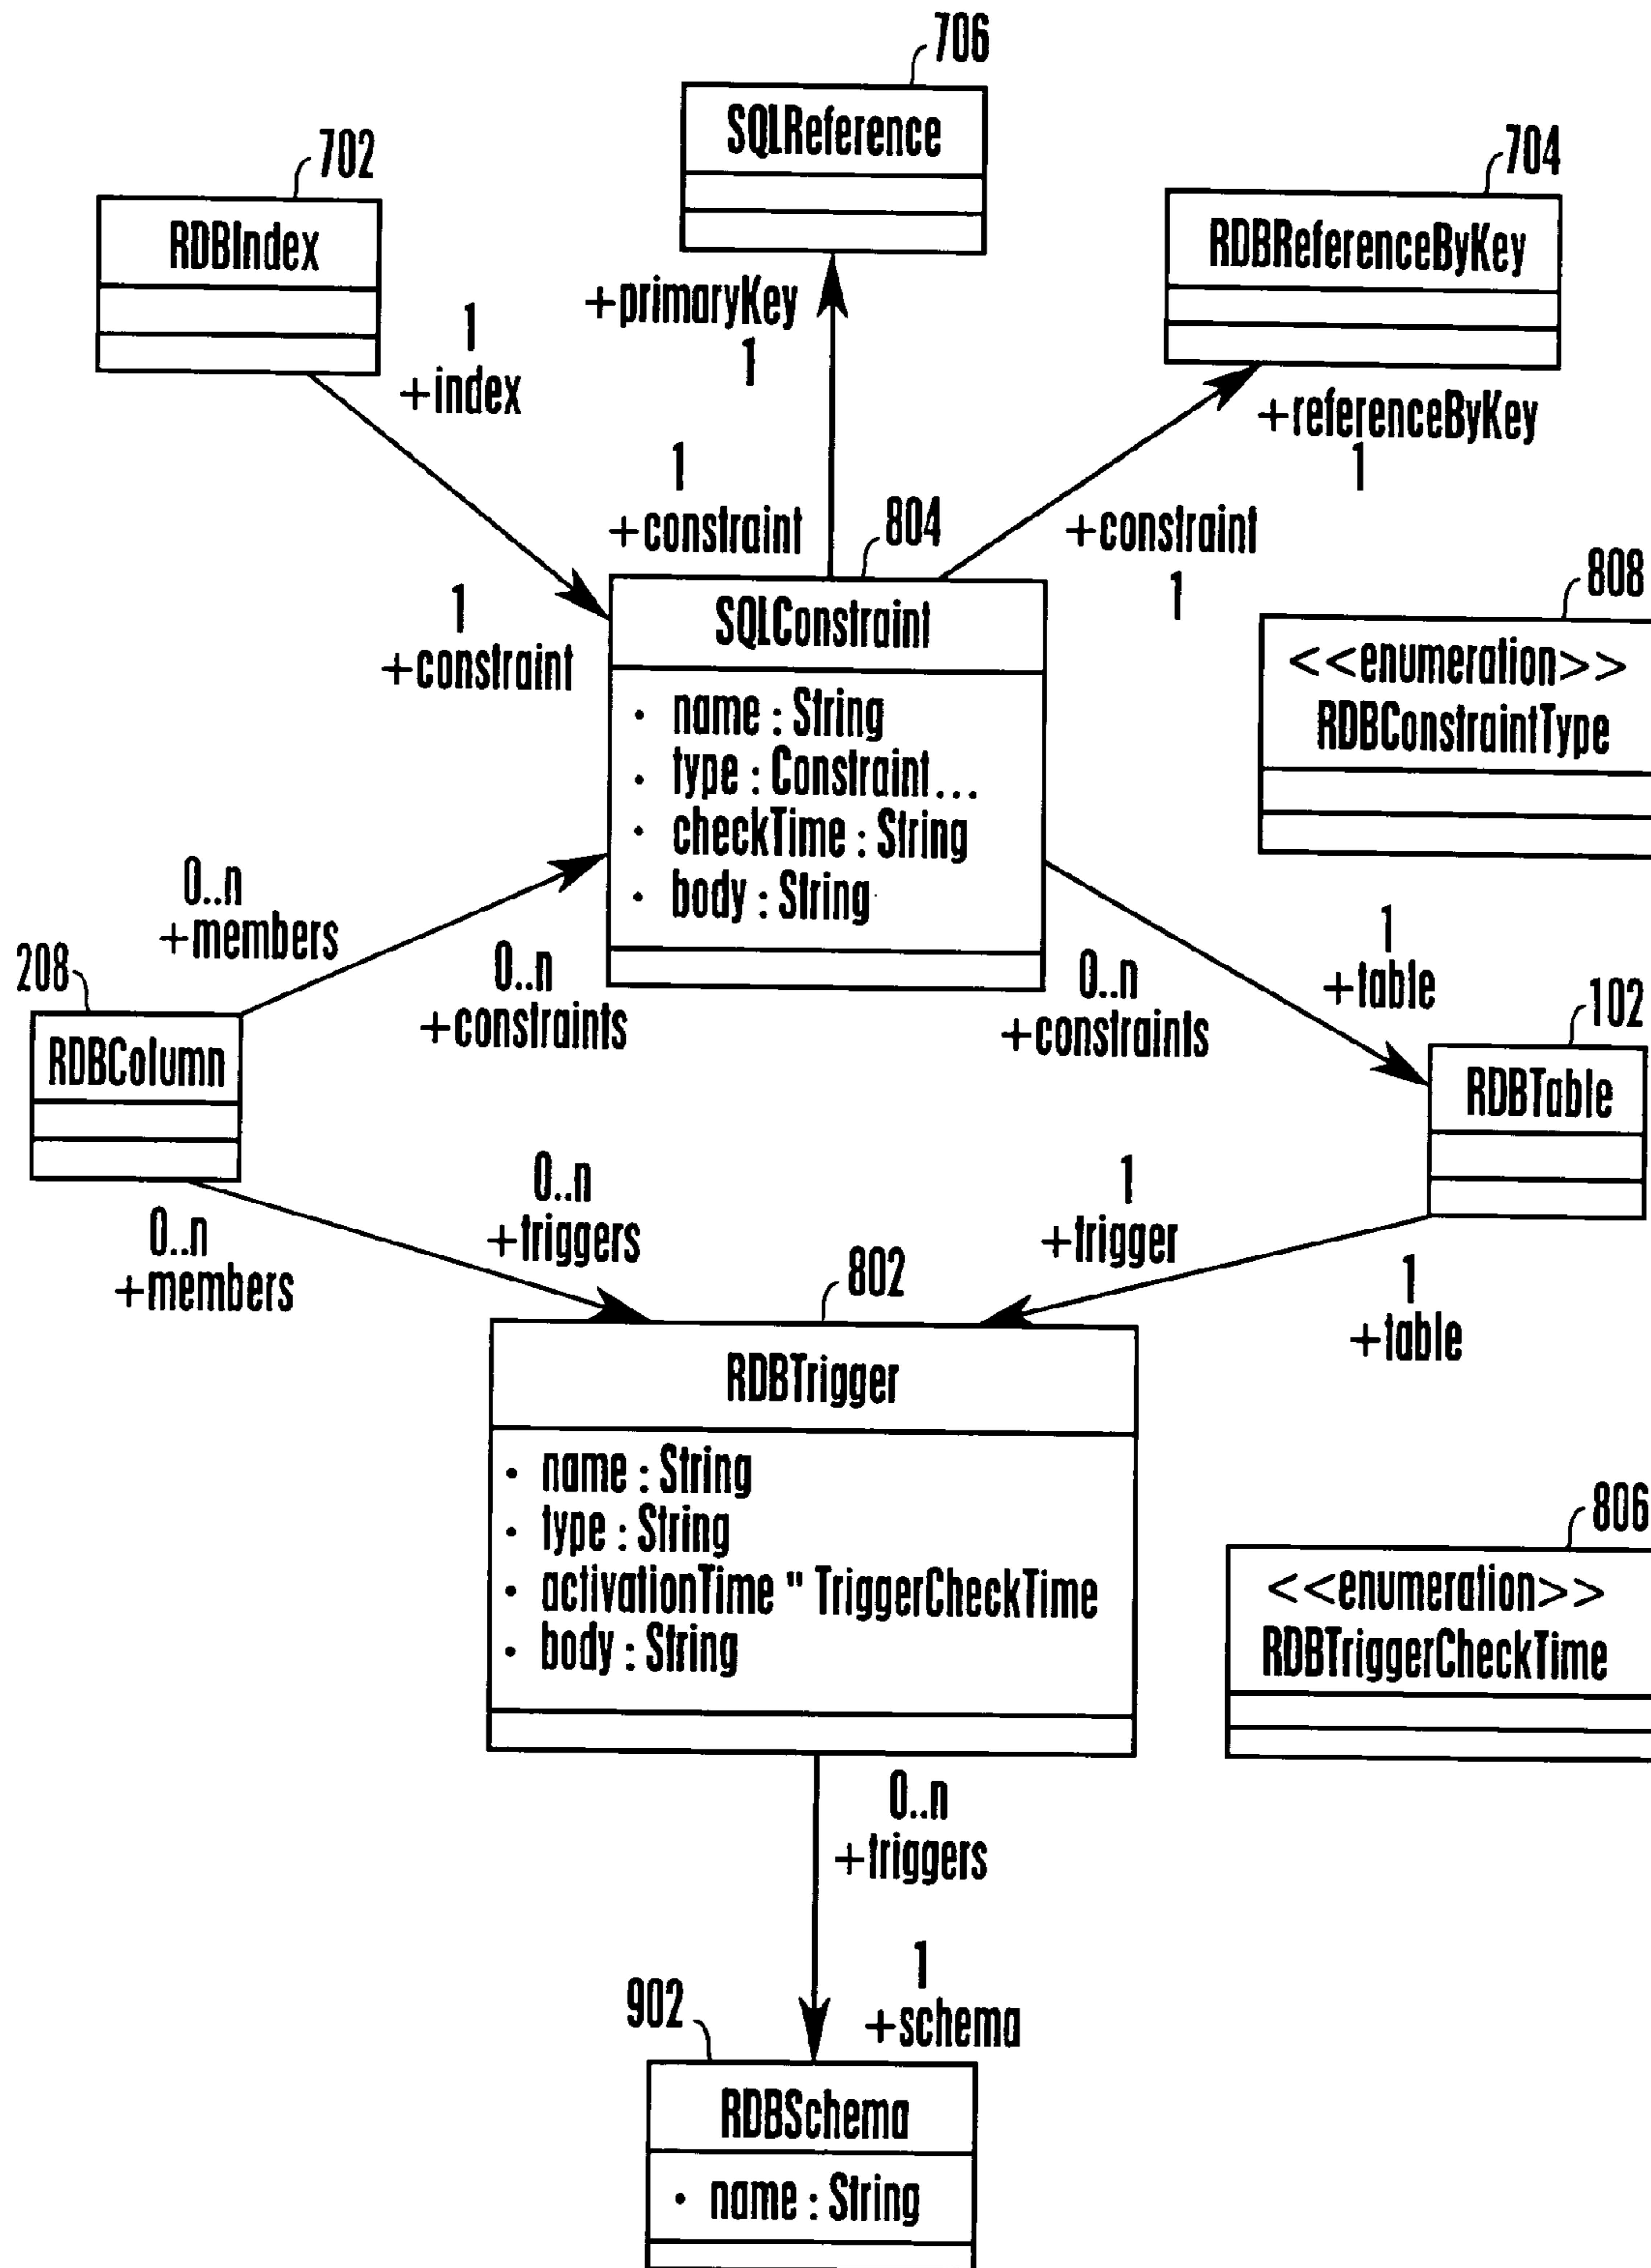 706
SQLReference
702
RDBIndex
704
RDBReferenceByKey
+primaryKey
1
1
+index
+referenceByKey
1
1
+constraint
804
+constraint
1
1
+constraint
SQLConstraint
· name : String
· type : Constraint...
· checkTime : String
· body : String
808
<<enumeration>>
RDBConstraintType
0..n
+members
0..n
+constraints
0..n
+constraints
1
+table
208
RDBColumn
102
RDBTable
0..n
+members
0..n
+triggers
1
+trigger
1
+table
802
RDBTrigger
· name : String
· type : String
· activationTime " TriggerCheckTime
· body : String
806
<<enumeration>>
RDBTriggerCheckTime
0..n
+triggers
1
+schema
902
RDBSchema
· name : String